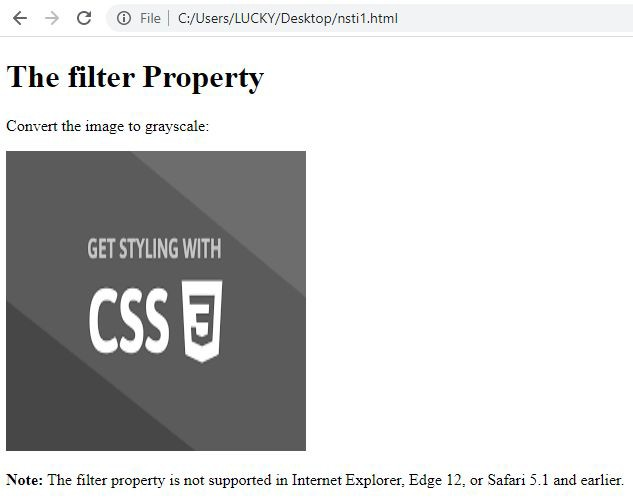 File C:/Users/LUCKY/Desktop/nsti1.html
The filter Property
Convert the image to grayscale:
GET STYLING WITH
CSS 3
Note: The filter property is not supported in Internet Explorer, Edge 12, or Safari 5.1 and earlier.